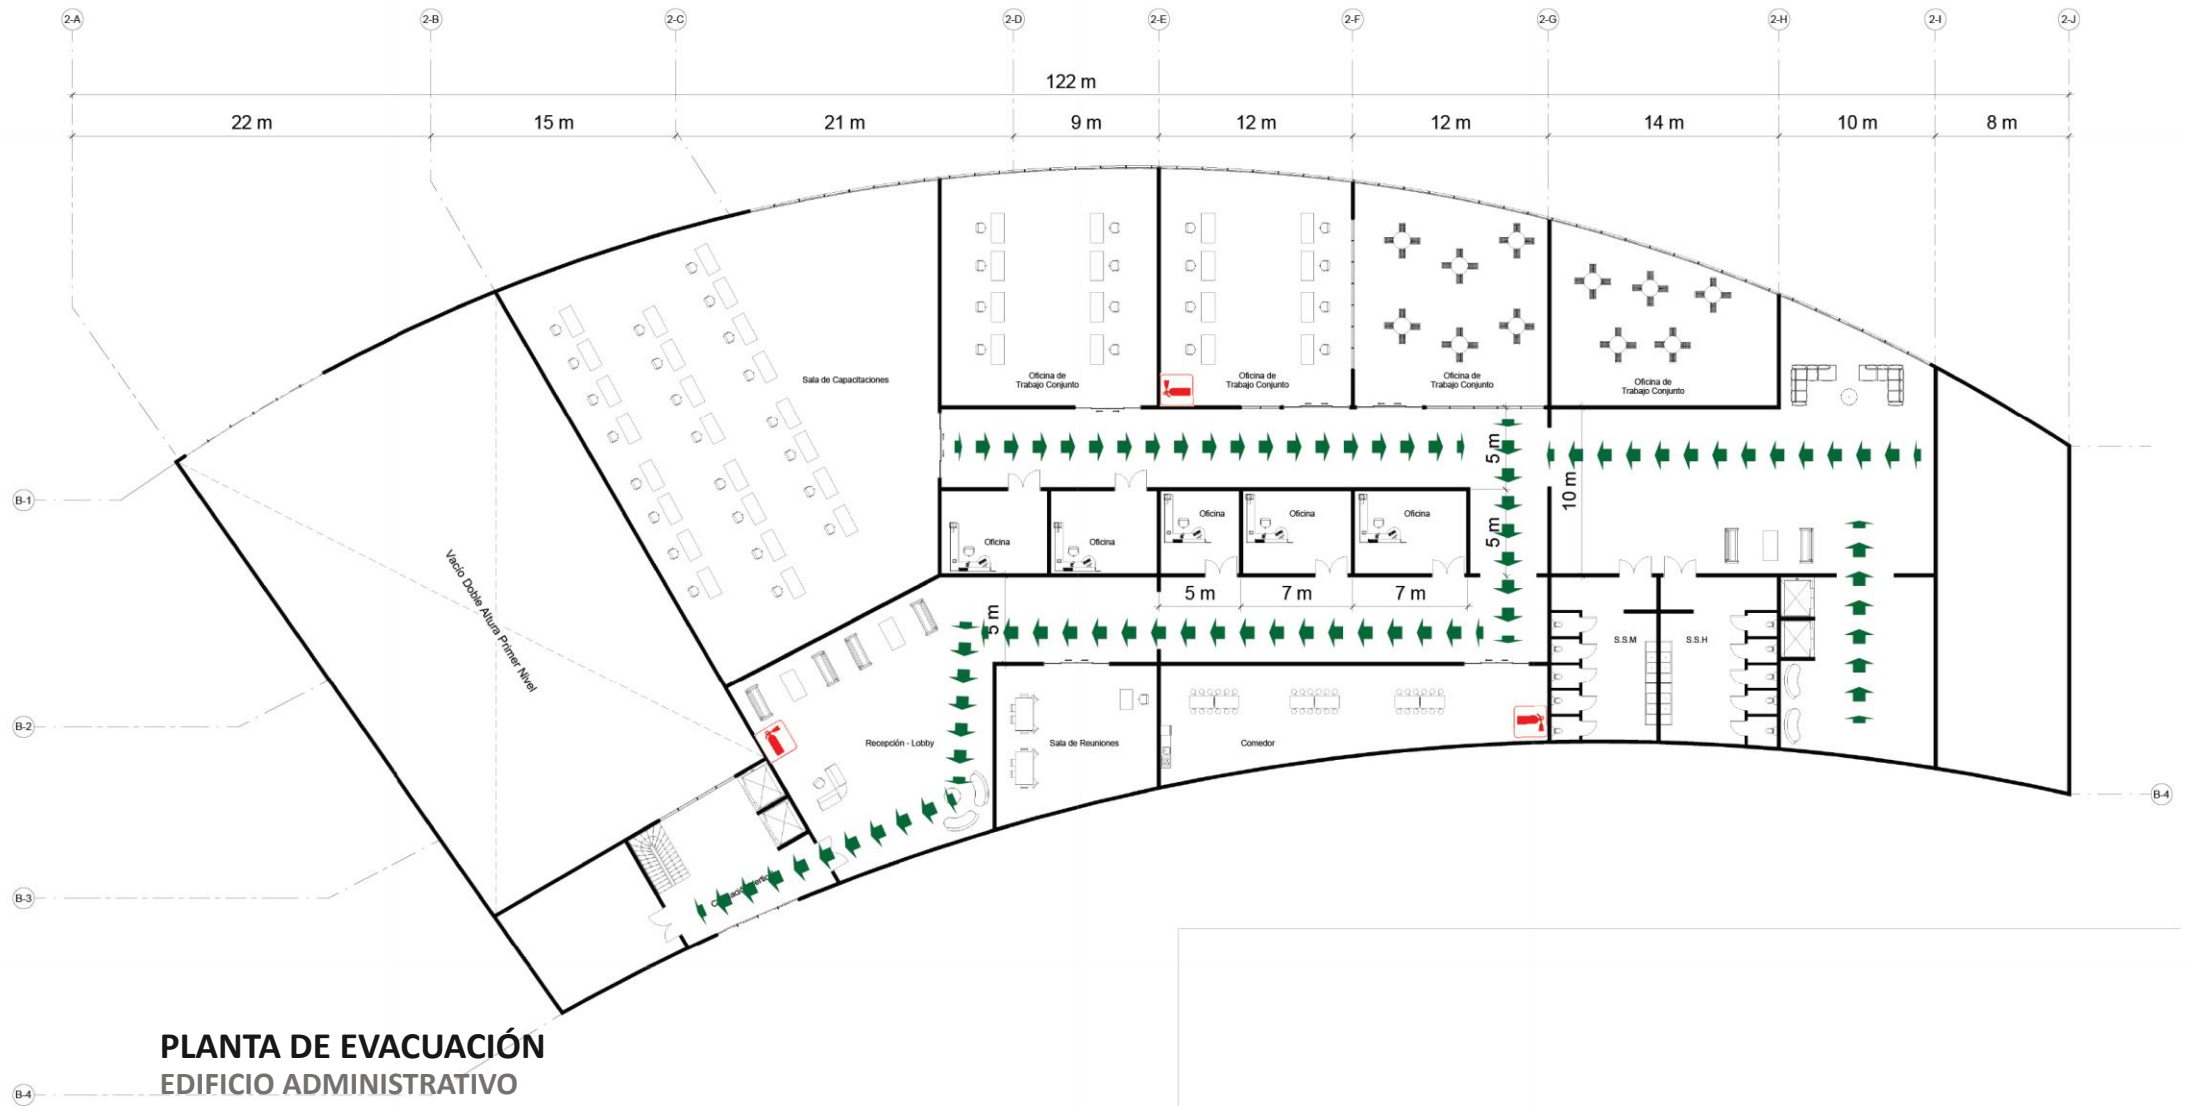 2-A
2-B
2-C
2-D
2-E
2-F
2-G
2-H
2-I
2-J
122 m
22 m
15 m
21 m
9 m
12 m
12 m
14 m
10 m
8 m
Sala de Capacitaciones
Oficina de
Trabajo Conjunto
Oficina de
Trabajo Conjunto
Oficina de
Trabajo Conjunto
Oficina de
Trabajo Conjunto
5 m
10 m
5 m
B-1
Oficina
Oficina
Oficina
Oficina
Oficina
Vacío Doble Altura Primer Nivel
5 m
7 m
7 m
5 m
S.S.M
S.S.H
B-2
Recepción - Lobby
Sala de Reuniones
Comedor
B-4
B-3
PLANTA DE EVACUACIÓN
EDIFICIO ADMINISTRATIVO
B-4